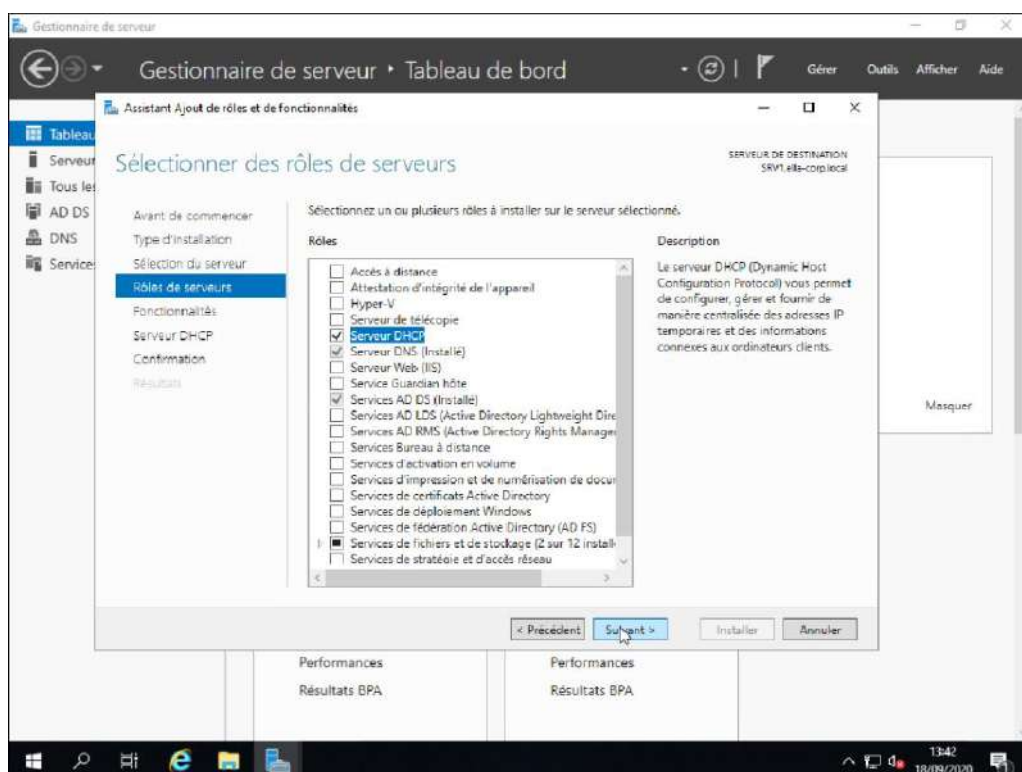 Gestionnaire de serveur
Gestionnaire de serveur ‣ Tableau de bord
Gérer Outils Afficher Aide
Assistant Ajout de rôles et de fonctionnalités
Sélectionner des rôles de serveurs
SERVEUR DE DESTINATION
SRV1.elle-corp.local
Tableau
Serveur
Tous les
AD DS
DNS
Services
Avant de commencer
Type d'installation
Sélection du serveur
Rôles de serveurs
Fonctionnalités
Serveur DHCP
Confirmation
Résultats
Sélectionnez un ou plusieurs rôles à installer sur le serveur sélectionné.
Rôles
Accès à distance
Attestation d'intégrité de l'appareil
Hyper-V
Serveur de télécopie
Serveur DHCP
Serveur DNS (Installé)
Serveur Web (IIS)
Service Guardian hôte
Services AD DS (Installé)
Services AD LDS (Active Directory Lightweight Dire
Services AD RMS (Active Directory Rights Manage
Services Bureau à distance
Services d'activation en volume
Services d'impression et de numérisation de docu
Services de certificats Active Directory
Services de déploiement Windows
Services de fédération Active Directory (AD FS)
Services de fichiers et de stockage (2 sur 12 install
Services de stratégie et d'accès réseau
Description
Le serveur DHCP (Dynamic Host
Configuration Protocol) vous permet
de configurer, gérer et fournir de
manière centralisée des adresses IP
temporaires et des informations
connexes aux ordinateurs clients.
Masquer
< Précédent Suivant > Installer Annuler
Performances
Résultats BPA
Performances
Résultats BPA
13:42
18/09/2020